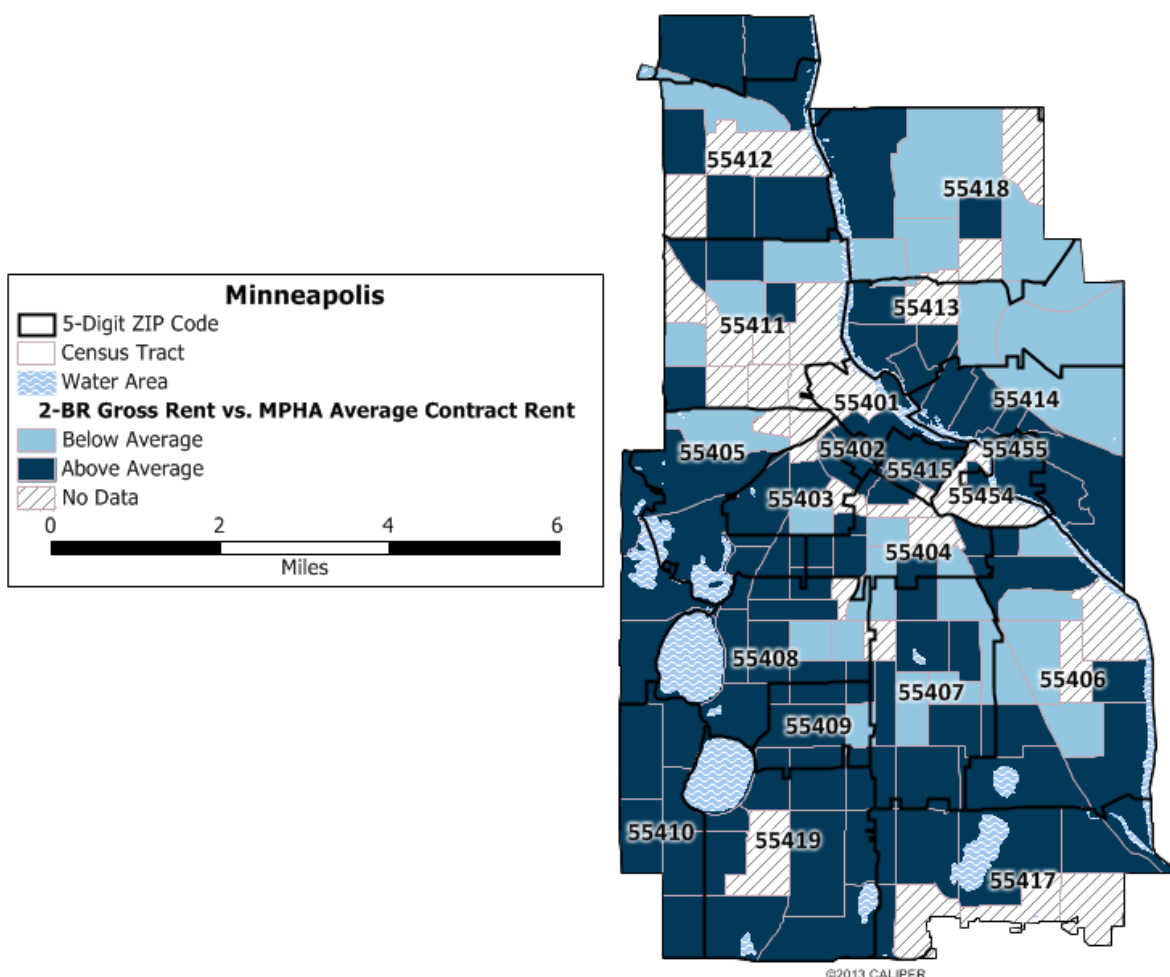 Minneapolis
5-Digit ZIP Code
Census Tract
Water Area
2-BR Gross Rent vs. MPHA Average Contract Rent
Below Average
Above Average
No Data
0 2 4 6
Miles
55412
55418
55413
55411
55401
55414
55402
55455
55405
55415
55403
55454
55404
55408
55406
55407
55409
55410
55419
55417
©2013 CALIPER